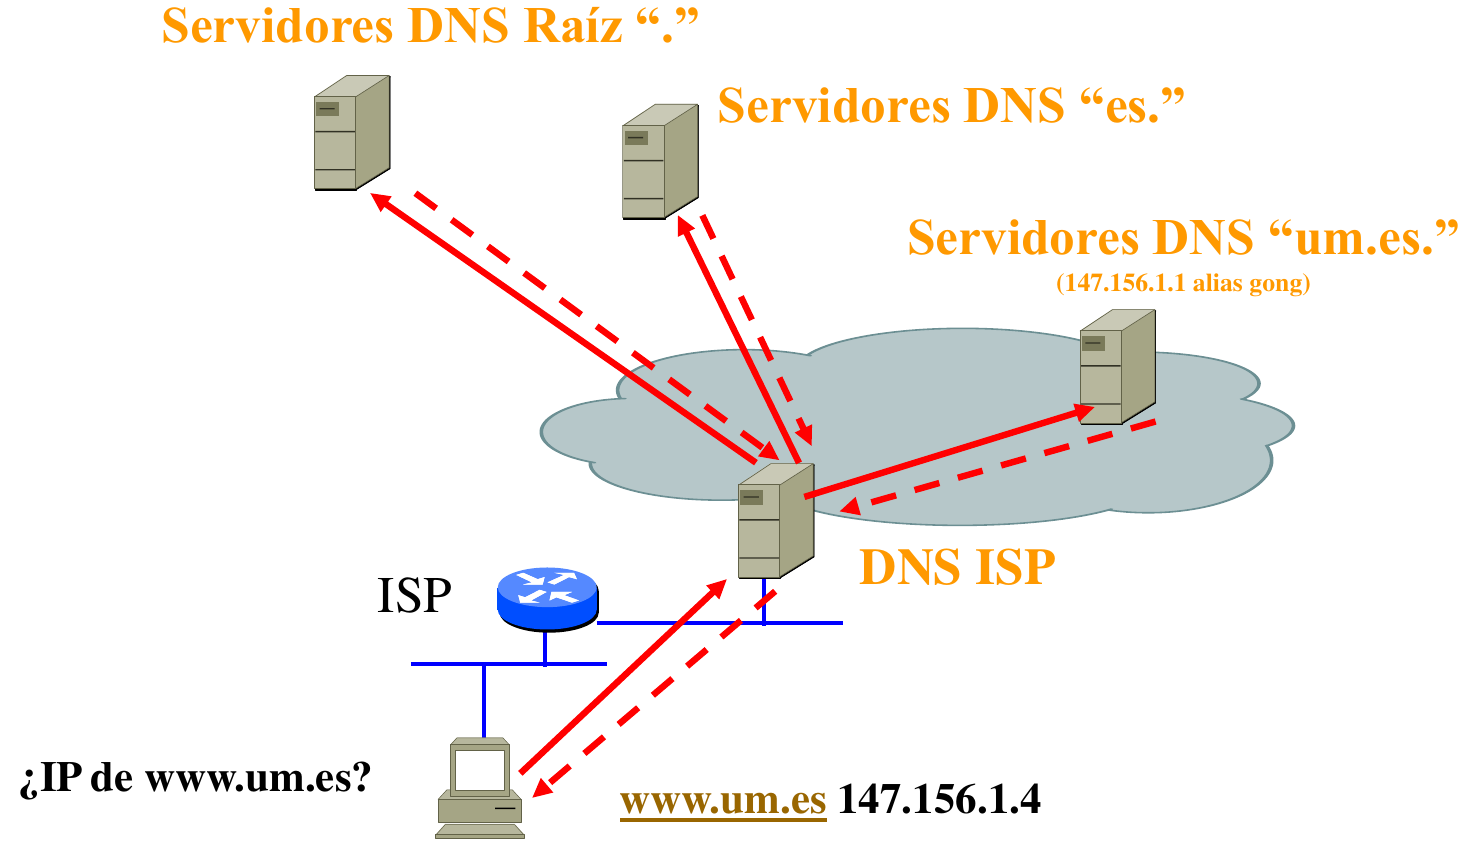 Servidores DNS Raíz “.”
Servidores DNS “es.”
Servidores DNS “um.es.”
(147.156.1.1 alias gong)
DNS ISP
ISP
¿IP de www.um.es?
www.um.es 147.156.1.4